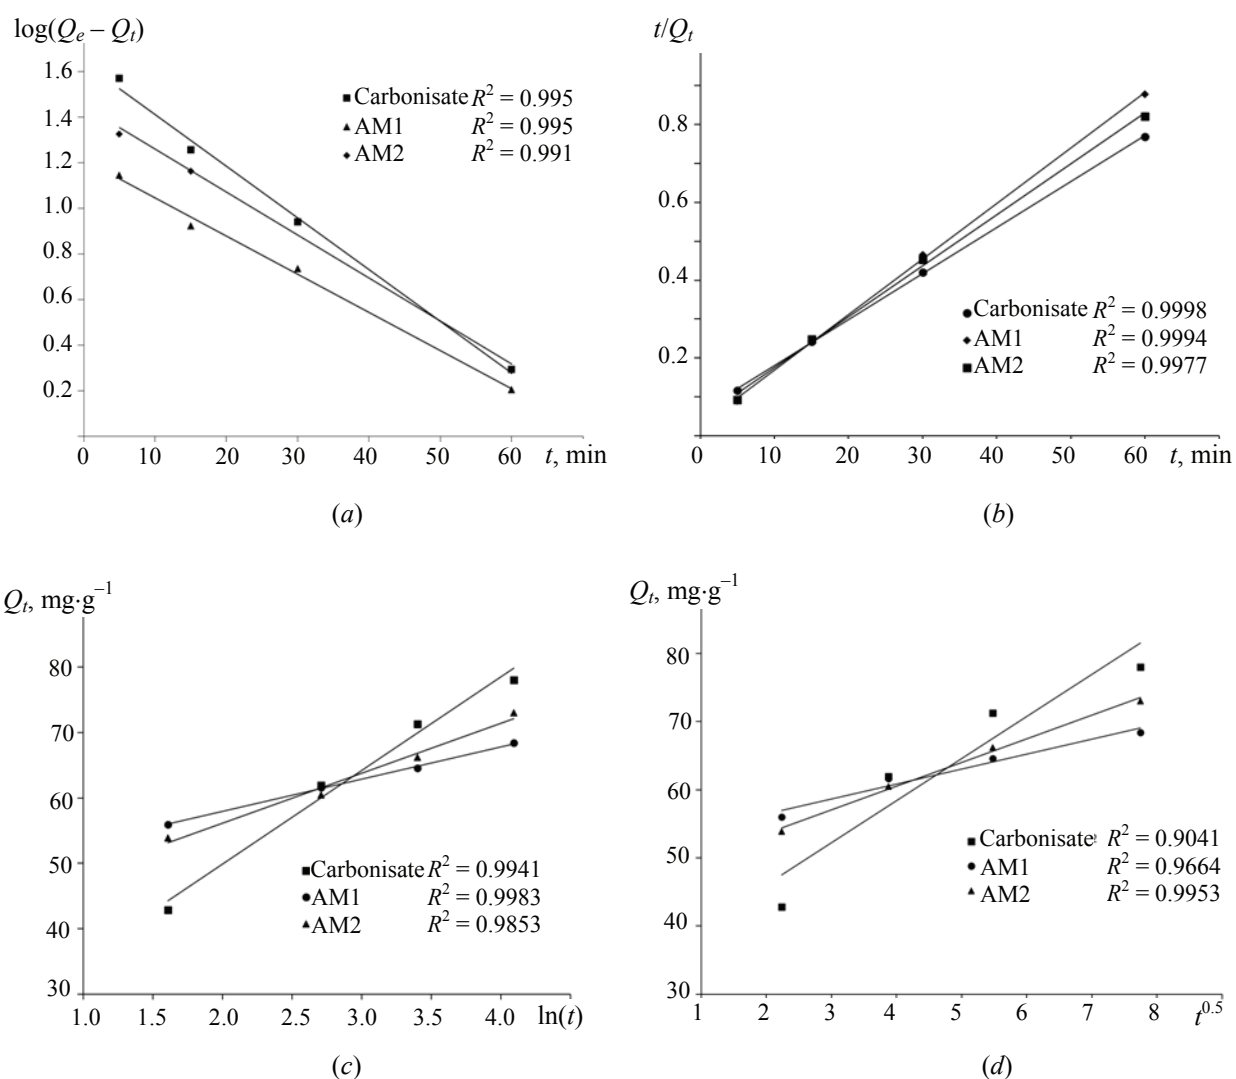 log(Qe – Qt)
1.6
1.4
1.2
1.0
0.8
0.6
0.4
0.2
0 10 20 30 40 50 60 t, min
Carbonisate R² = 0.995
AM1 R² = 0.995
AM2 R² = 0.991
(a)
t/Qt
0.8
0.6
0.4
0.2
0 10 20 30 40 50 60 t, min
Carbonisate R² = 0.9998
AM1 R² = 0.9994
AM2 R² = 0.9977
(b)
Qt, mg·g⁻¹
80
70
60
50
40
30
1.0 1.5 2.0 2.5 3.0 3.5 4.0 ln(t)
Carbonisate R² = 0.9941
AM1 R² = 0.9983
AM2 R² = 0.9853
(c)
Qt, mg·g⁻¹
80
70
60
50
40
30
1 2 3 4 5 6 7 8 t⁰·⁵
Carbonisate R² = 0.9041
AM1 R² = 0.9664
AM2 R² = 0.9953
(d)